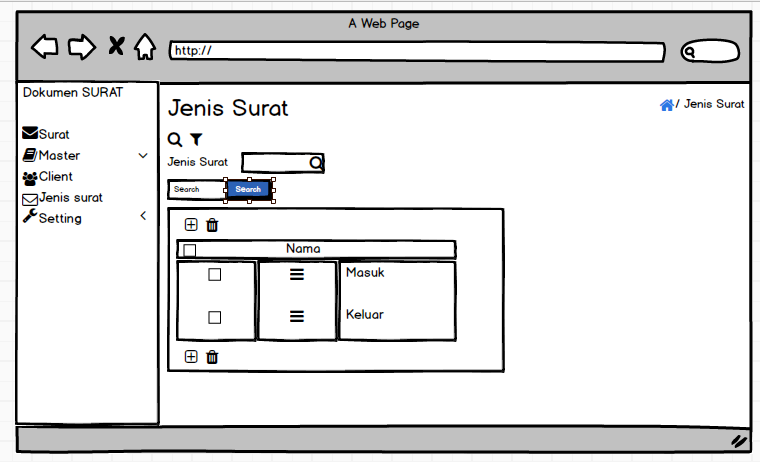 A Web Page
http://
Dokumen SURAT
Surat
Master
Client
Jenis surat
Setting
Jenis Surat
/ Jenis Surat
Jenis Surat
Search
Search
Nama
Masuk
Keluar